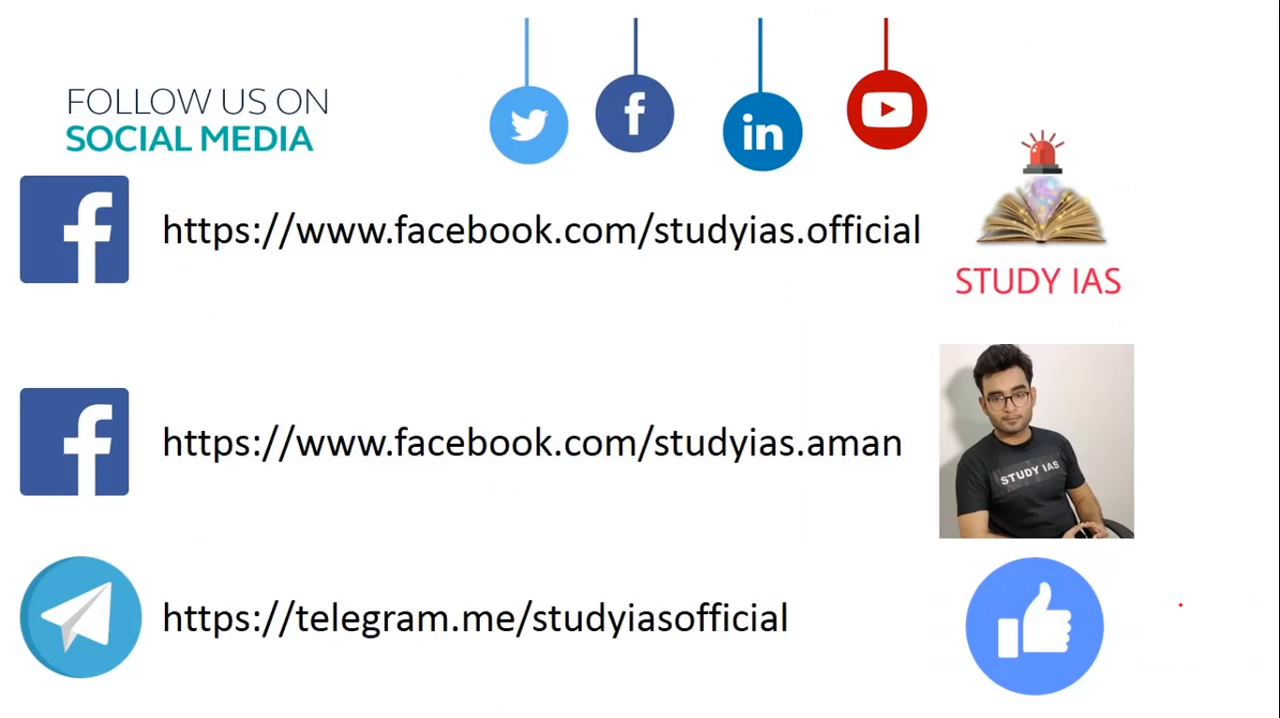 FOLLOW US ON
SOCIAL MEDIA
in
https://www.facebook.com/studyias.official
STUDY IAS
https://www.facebook.com/studyias.aman
STUDY IAS
https://telegram.me/studyiasofficial